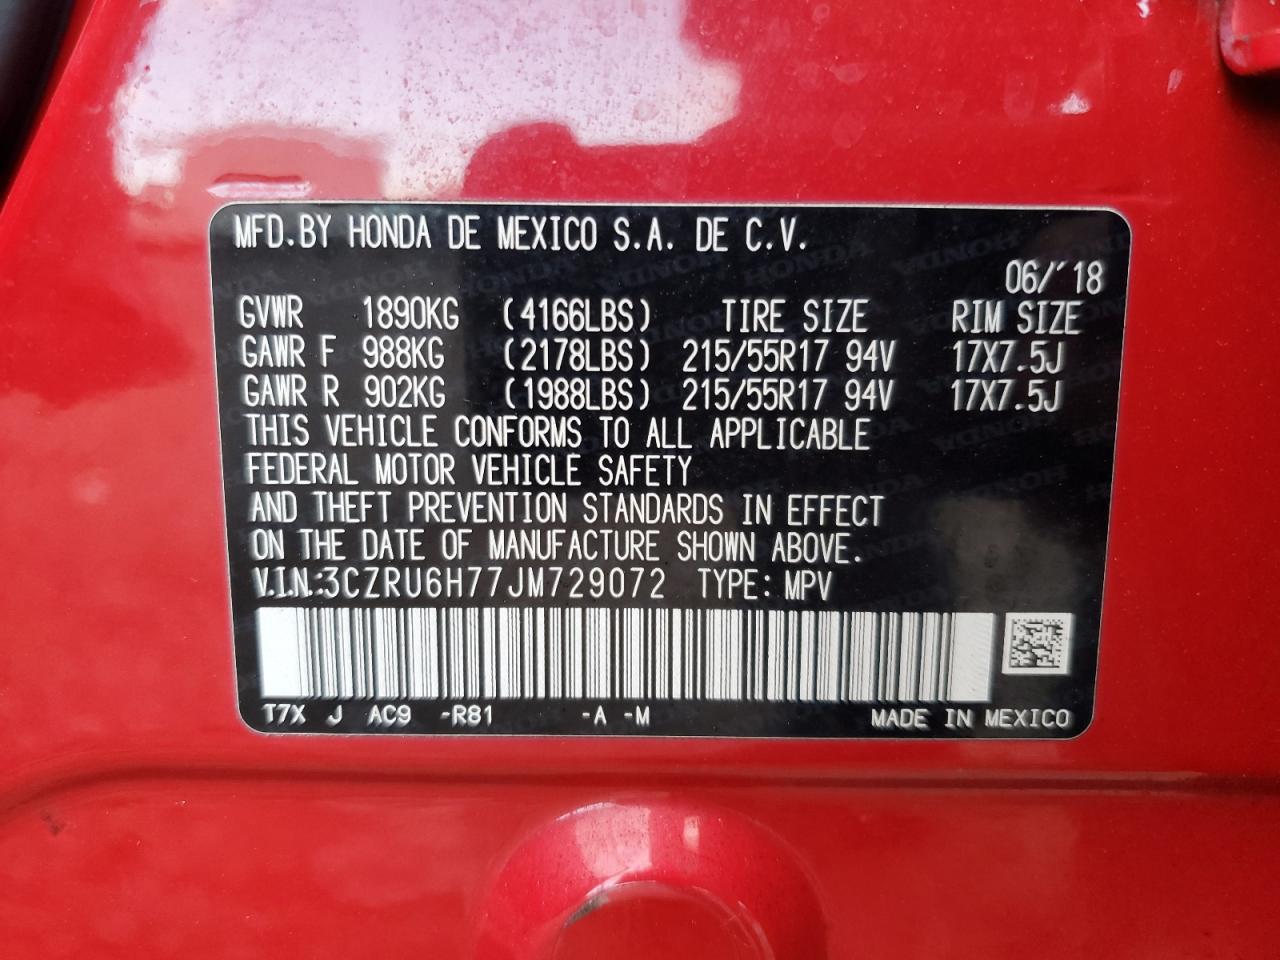 MFD.BY HONDA DE MEXICO S.A. DE C.V.
06/'18
GVWR 1890KG (4166LBS) TIRE SIZE RIM SIZE
GAWR F 988KG (2178LBS) 215/55R17 94V 17X7.5J
GAWR R 902KG (1988LBS) 215/55R17 94V 17X7.5J
THIS VEHICLE CONFORMS TO ALL APPLICABLE
FEDERAL MOTOR VEHICLE SAFETY
AND THEFT PREVENTION STANDARDS IN EFFECT
ON THE DATE OF MANUFACTURE SHOWN ABOVE.
V.I.N.:3CZRU6H77JM729072 TYPE: MPV
T7X J AC9 -R81 -A -M MADE IN MEXICO